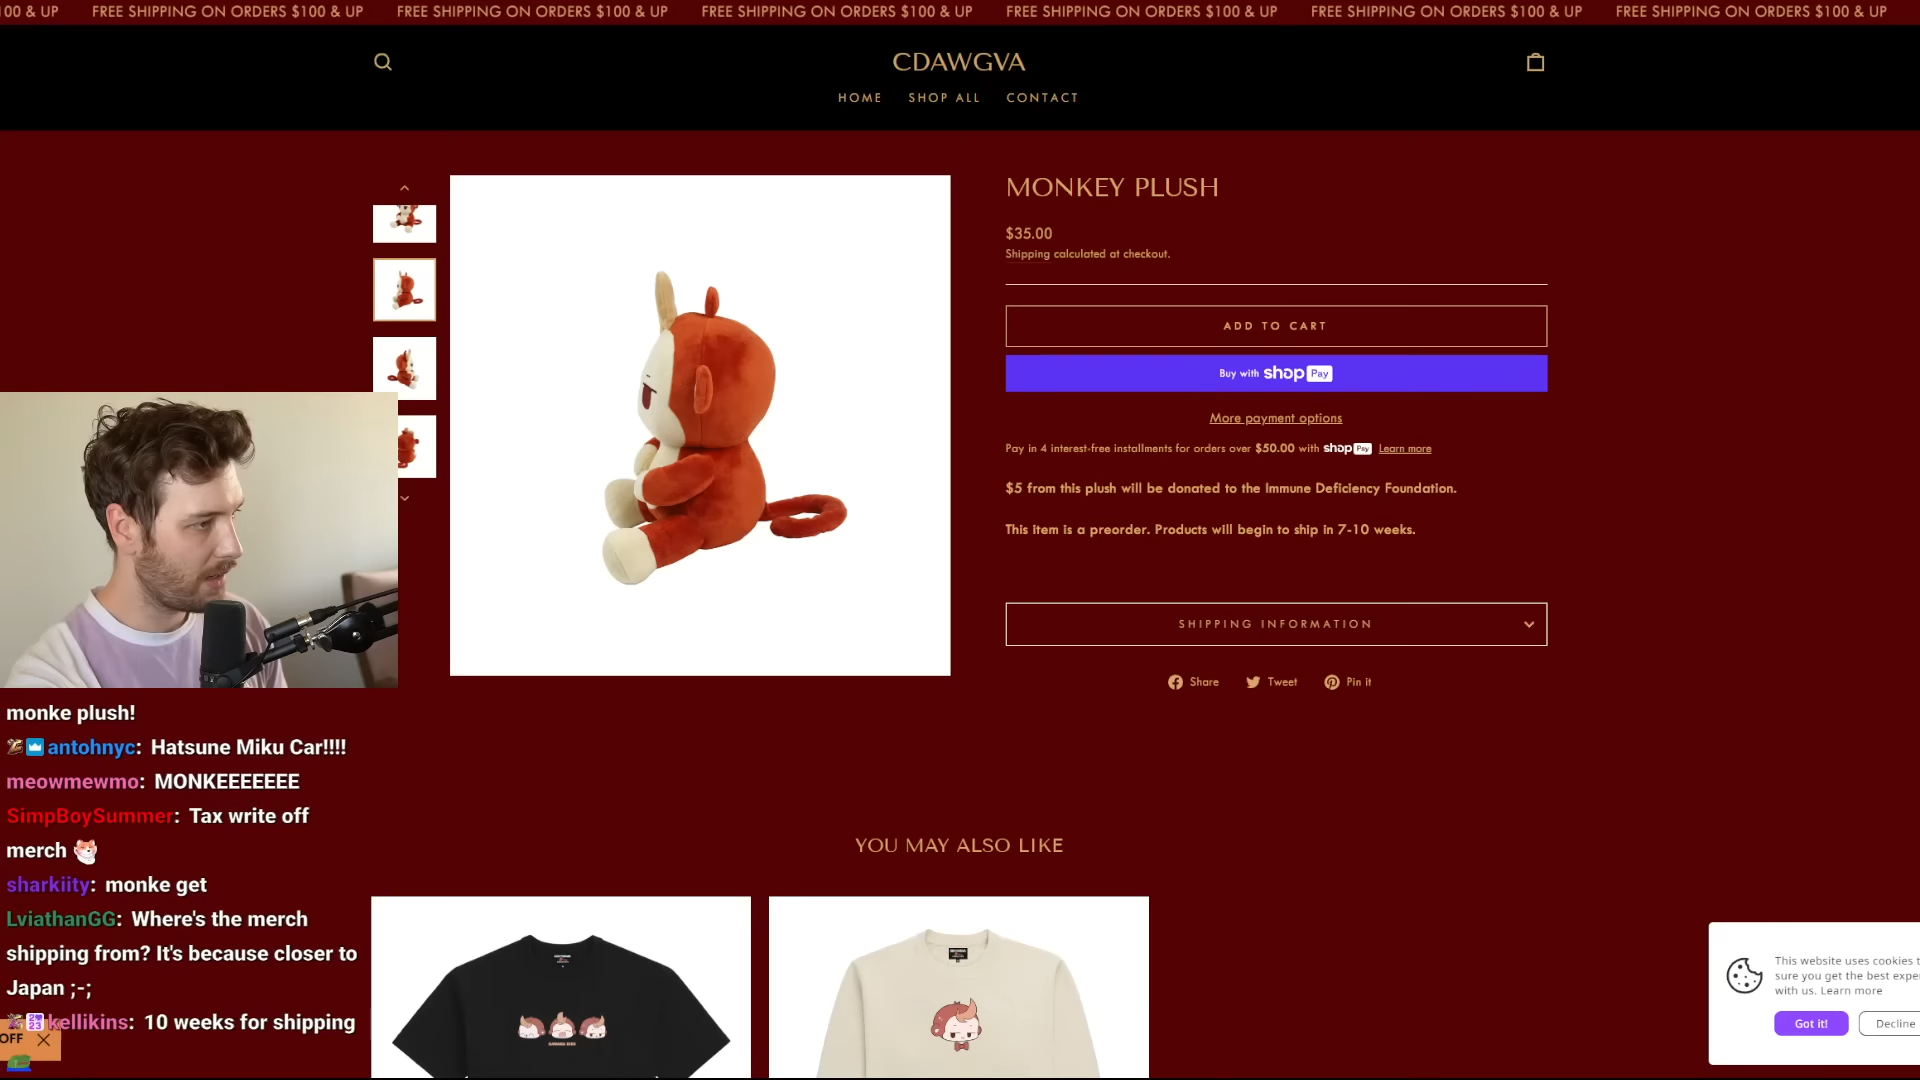 00 & UP FREE SHIPPING ON ORDERS $100 & UP FREE SHIPPING ON ORDERS $100 & UP FREE SHIPPING ON ORDERS $100 & UP FREE SHIPPING ON ORDERS $100 & UP FREE SHIPPING ON ORDERS $100 & UP FREE SHIPPING ON ORDERS $100 & UP
CDAWGVA
HOME SHOP ALL CONTACT
MONKEY PLUSH
$35.00
Shipping calculated at checkout.
ADD TO CART
Buy with shop Pay
More payment options
Pay in 4 interest-free installments for orders over $50.00 with shop Pay Learn more
$5 from this plush will be donated to the Immune Deficiency Foundation.
This item is a preorder. Products will begin to ship in 7-10 weeks.
SHIPPING INFORMATION
Share Tweet Pin it
monke plush!
antohnyc: Hatsune Miku Car!!!!
meowmewmo: MONKEEEEEEE
SimpBoySummer: Tax write off
merch
sharkiity: monke get
LviathanGG: Where's the merch
shipping from? It's because closer to
Japan ;-;
kellikins: 10 weeks for shipping
OFF
YOU MAY ALSO LIKE
This website uses cookies t
sure you get the best expe
with us. Learn more
Got it! Decline